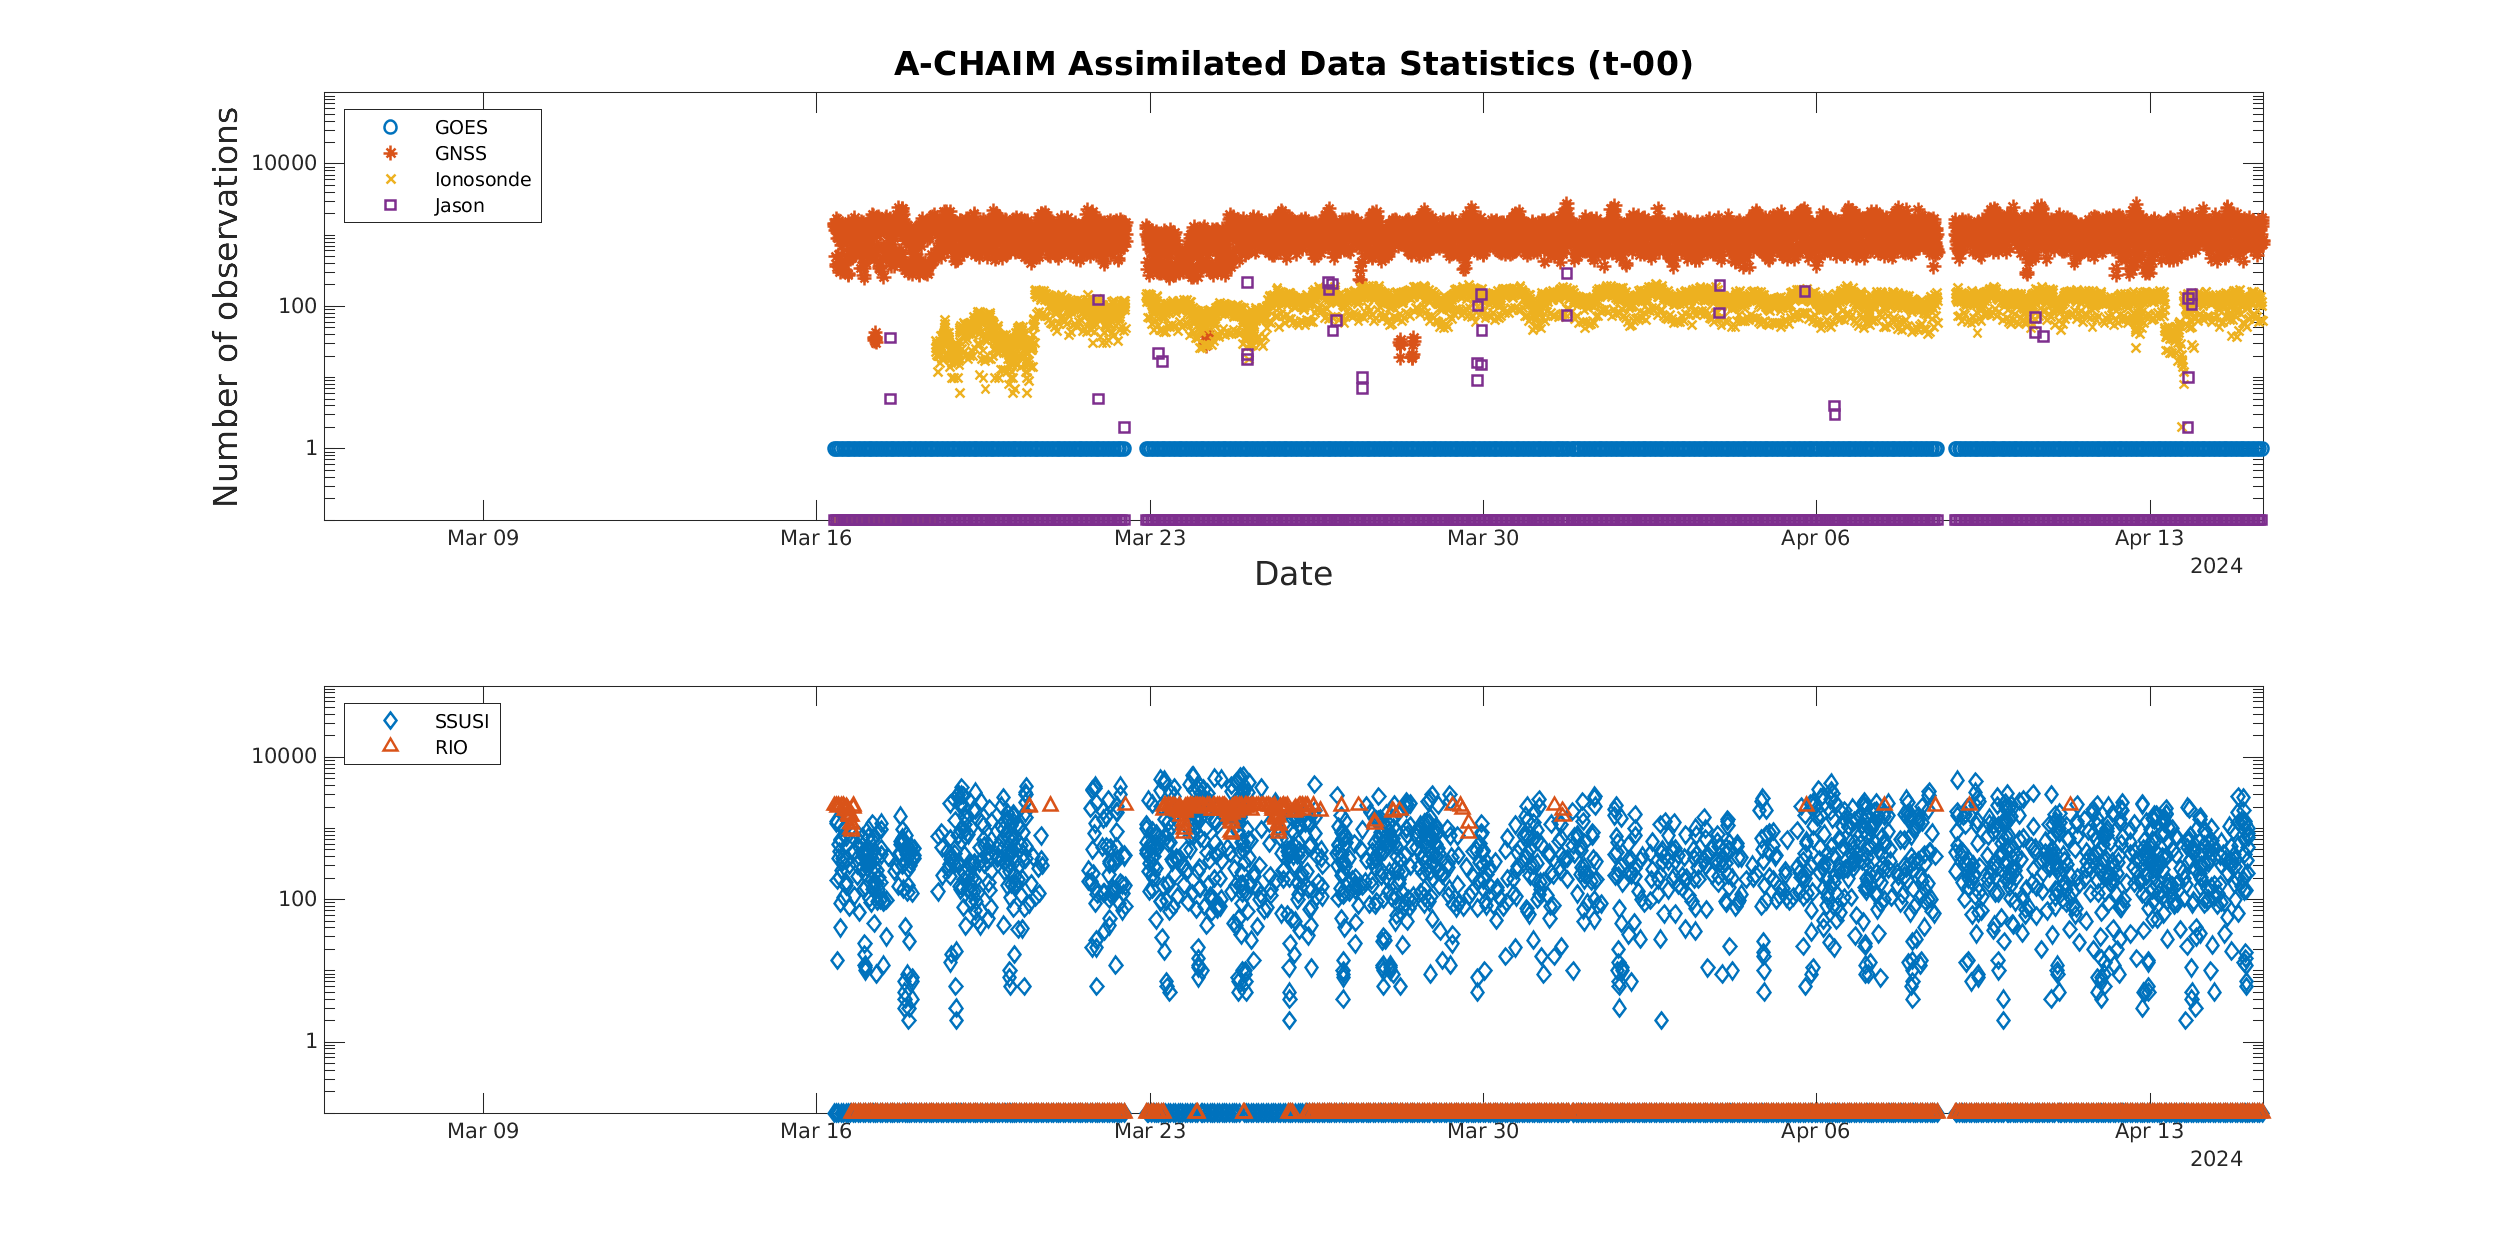 A-CHAIM Assimilated Data Statistics (t-00)
Number of observations
GOES
GNSS
Ionosonde
Jason
10000
100
1
Mar 09 Mar 16 Mar 23 Mar 30 Apr 06 Apr 13
2024
Date
SSUSI
RIO
10000
100
1
Mar 09 Mar 16 Mar 23 Mar 30 Apr 06 Apr 13
2024